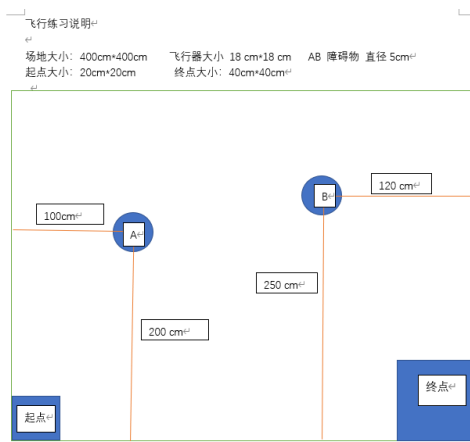 飞行练习说明
场地大小：400cm*400cm 飞行器大小 18 cm*18 cm AB 障碍物 直径 5cm
起点大小：20cm*20cm 终点大小：40cm*40cm
120 cm
B
100cm
A
250 cm
200 cm
终点
起点